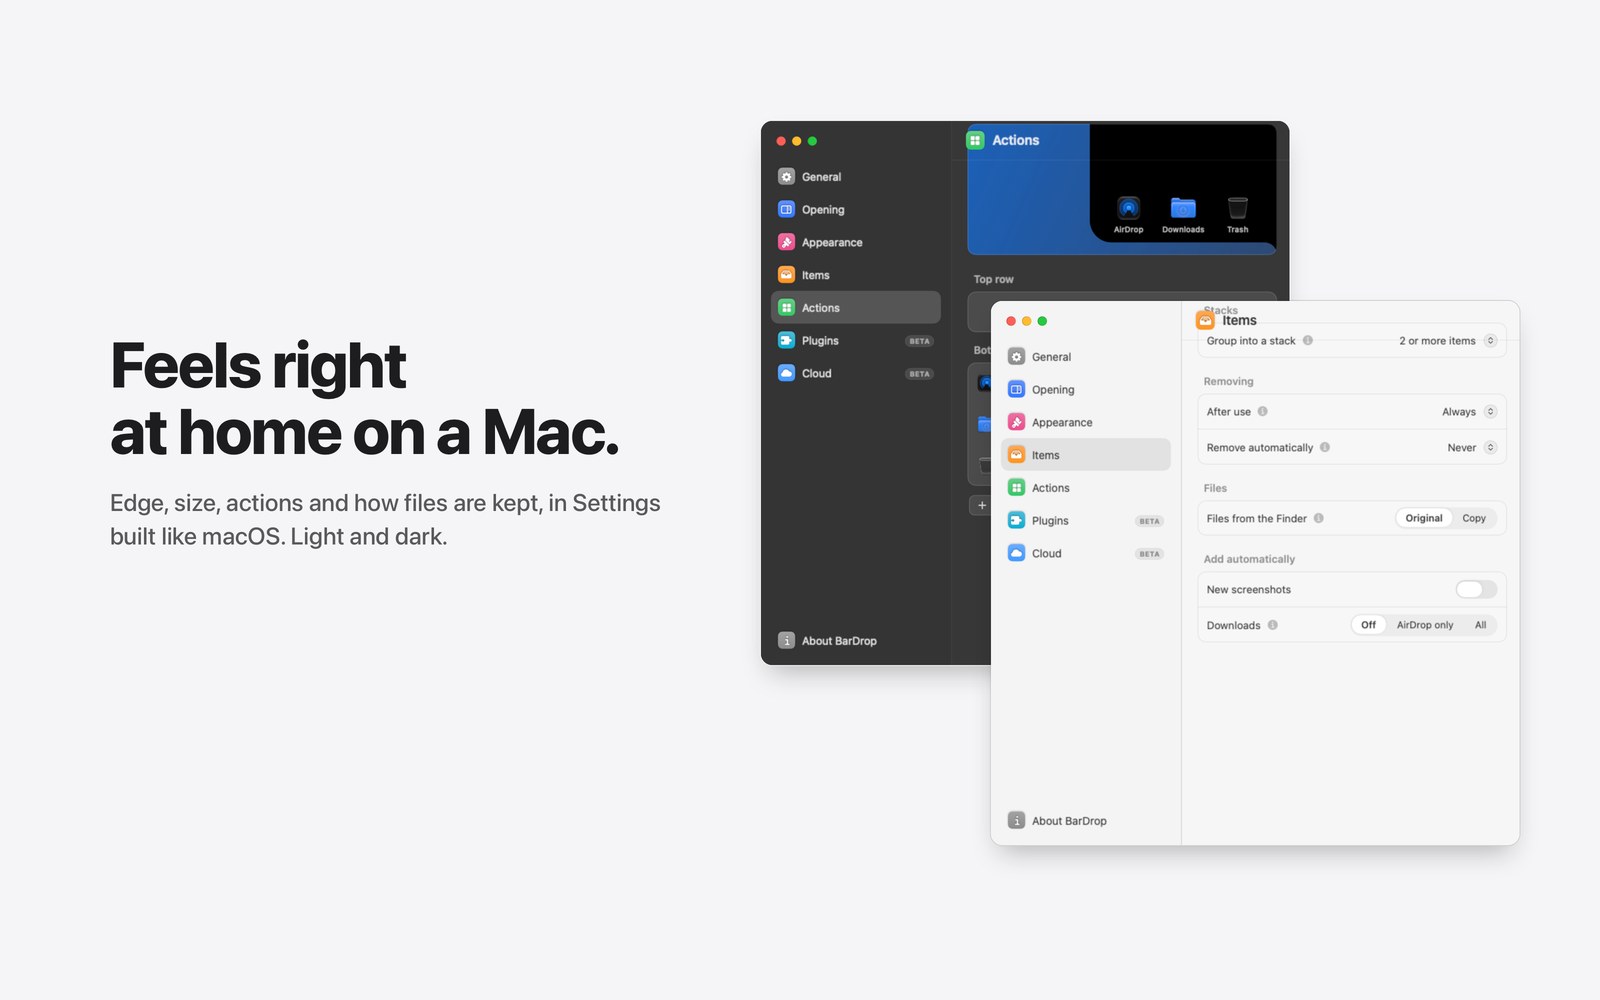 Feels right
at home on a Mac.
Edge, size, actions and how files are kept, in Settings
built like macOS. Light and dark.
Actions
General
Opening
Appearance
Items
Actions
Plugins BETA
Cloud BETA
About BarDrop
AirDrop Downloads Trash
Top row
Bot
Items
General
Opening
Appearance
Items
Actions
Plugins BETA
Cloud BETA
About BarDrop
Stacks
Group into a stack 2 or more items
Removing
After use Always
Remove automatically Never
Files
Files from the Finder Original Copy
Add automatically
New screenshots
Downloads Off AirDrop only All